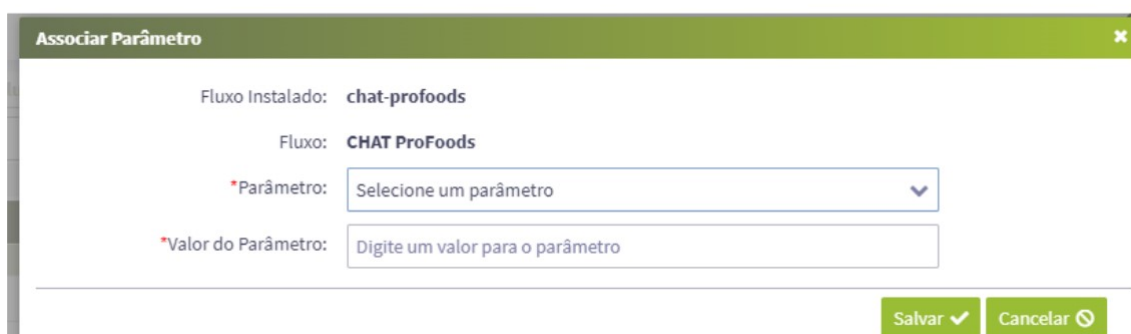 Associar Parâmetro
Fluxo Instalado: chat-profoods
Fluxo: CHAT ProFoods
*Parâmetro: Selecione um parâmetro
*Valor do Parâmetro: Digite um valor para o parâmetro
Salvar Cancelar